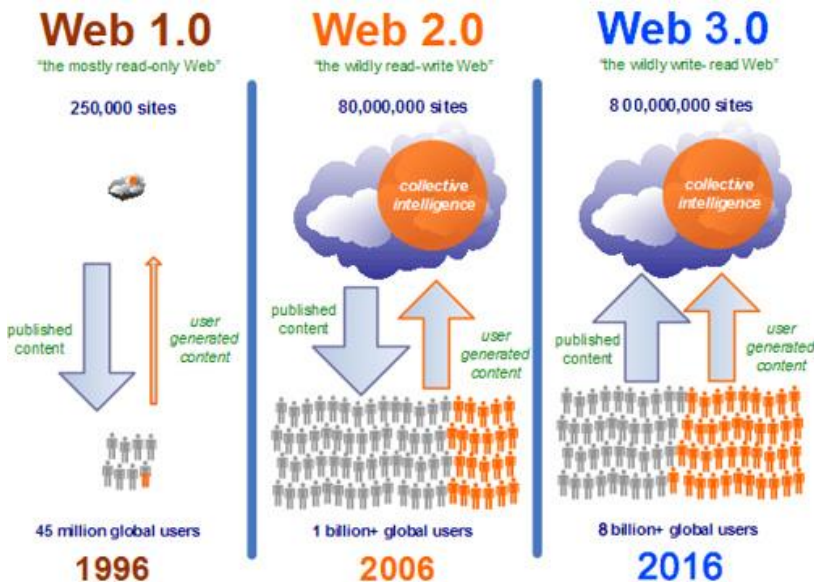 Web 1.0
"the mostly read-only Web"
250,000 sites
published
content
user
generated
content
45 million global users
1996
Web 2.0
"the wildly read-write Web"
80,000,000 sites
collective
intelligence
published
content
user
generated
content
1 billion+ global users
2006
Web 3.0
"the wildly write- read Web"
800,000,000 sites
collective
intelligence
published
content
user
generated
content
8 billion+ global users
2016